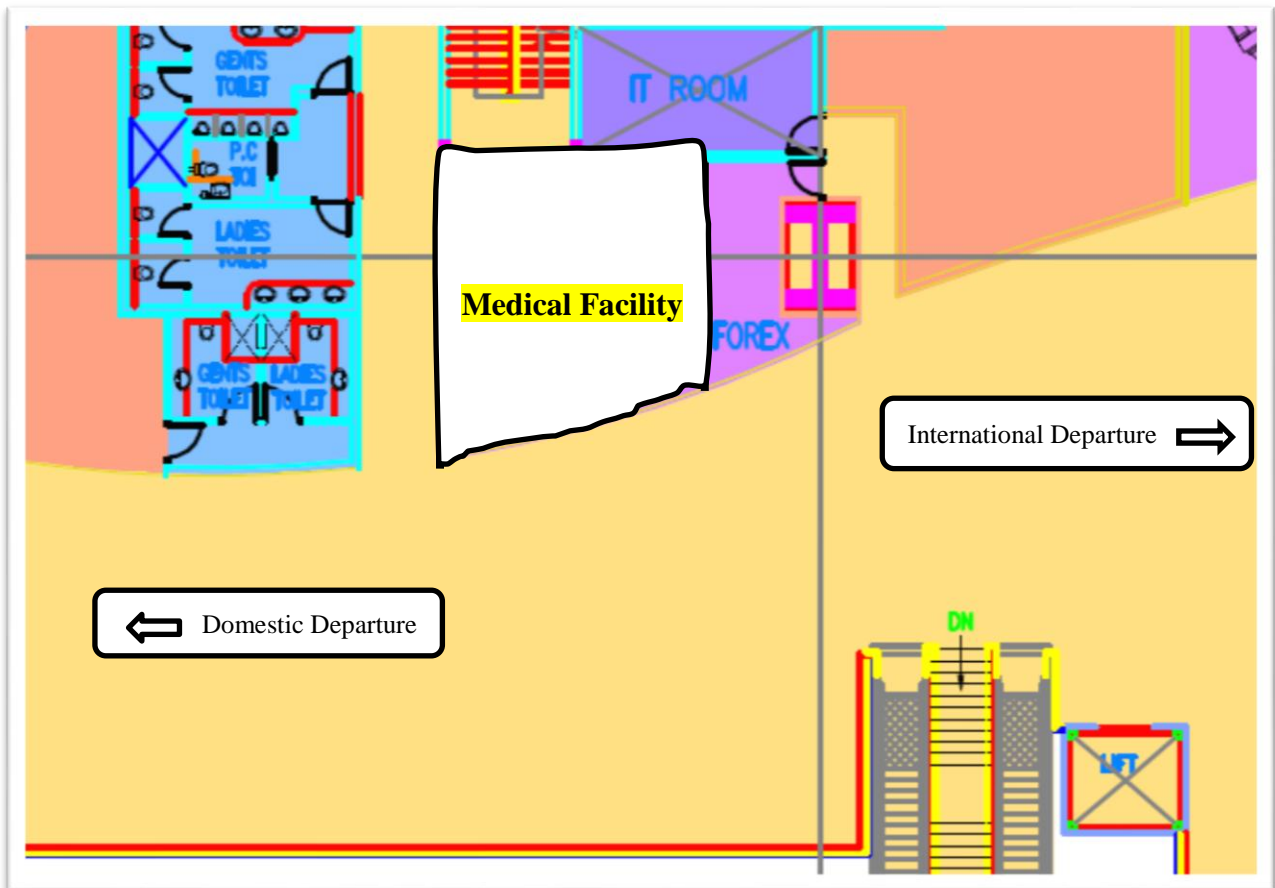 GENTS
TOILET
IT ROOM
P.C
LADIES
TOILET
Medical Facility
FOREX
GENTS
TOILET
LADIES
TOILET
International Departure
Domestic Departure
DN
LIFT